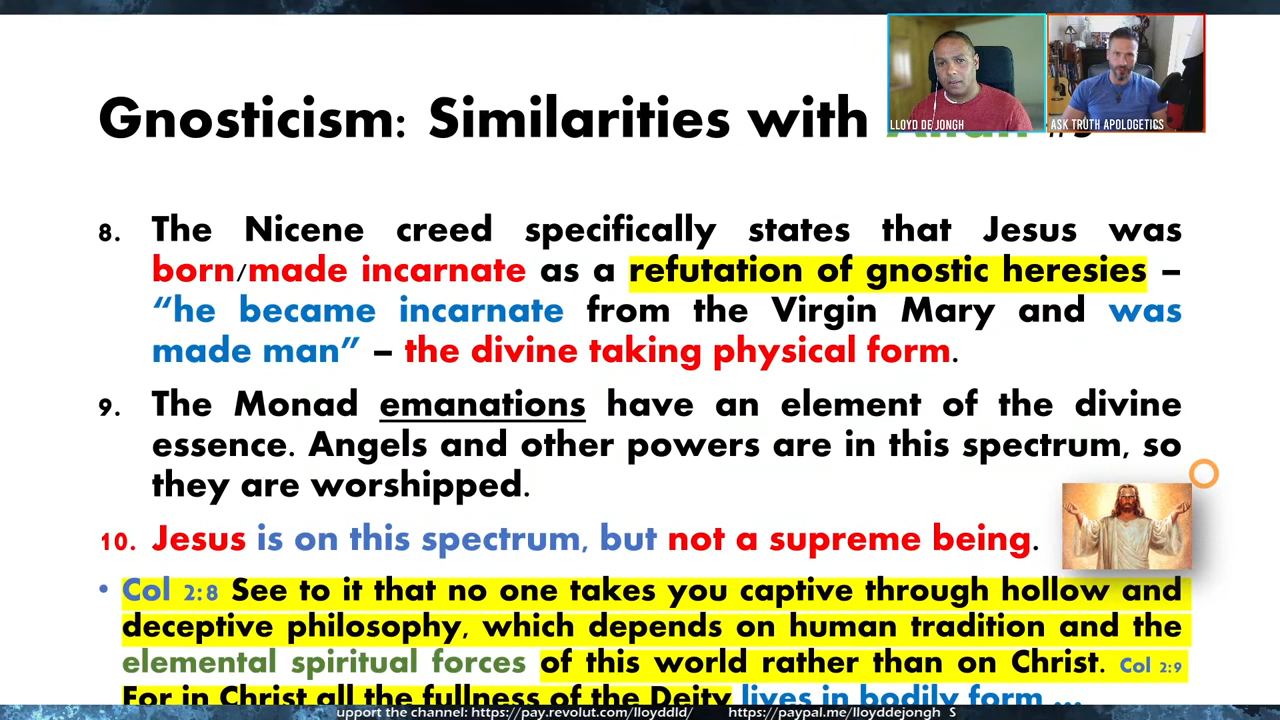 Gnosticism: Similarities with
LLOYD DE JONGH
ASK TRUTH APOLOGETICS
8. The Nicene creed specifically states that Jesus was
born/made incarnate as a refutation of gnostic heresies –
“he became incarnate from the Virgin Mary and was
made man” – the divine taking physical form.
9. The Monad emanations have an element of the divine
essence. Angels and other powers are in this spectrum, so
they are worshipped.
10. Jesus is on this spectrum, but not a supreme being.
• Col 2:8 See to it that no one takes you captive through hollow and
deceptive philosophy, which depends on human tradition and the
elemental spiritual forces of this world rather than on Christ. Col 2:9
For in Christ all the fullness of the Deity lives in bodily form ...
upport the channel: https://pay.revolut.com/lloyddld/ https://paypal.me/lloyddejongh S